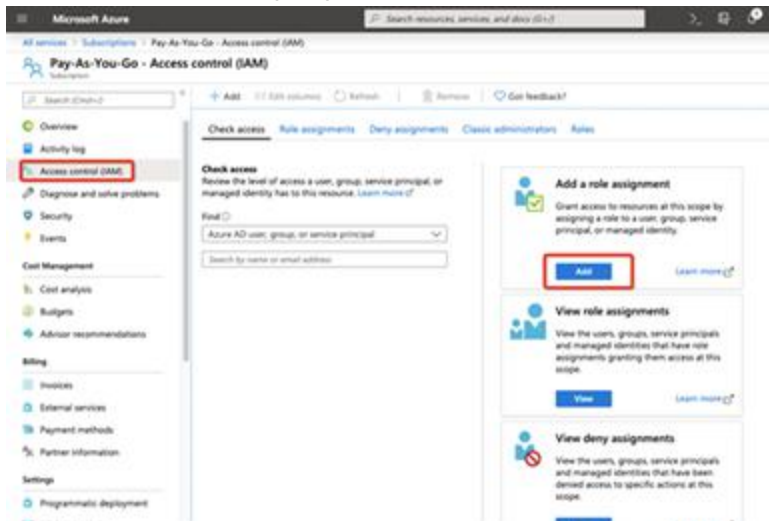 Microsoft Azure
Search resources, services, and docs (G+/)
All services > Subscriptions > Pay-As-You-Go - Access control (IAM)
Pay-As-You-Go - Access control (IAM)
Subscription
Search (Cmd+/)
+ Add
Edit columns
Refresh
Remove
Got feedback?
Overview
Activity log
Access control (IAM)
Diagnose and solve problems
Security
Events
Cost Management
Cost analysis
Budgets
Advisor recommendations
Billing
Invoices
External services
Payment methods
Partner information
Settings
Programmatic deployment
Check access
Role assignments
Deny assignments
Classic administrators
Roles
Check access
Review the level of access a user, group, service principal, or
managed identity has to this resource. Learn more
Find
Azure AD user, group, or service principal
Search by name or email address
Add a role assignment
Grant access to resources at this scope by
assigning a role to a user, group, service
principal, or managed identity.
Add
Learn more
View role assignments
View the users, groups, service principals
and managed identities that have role
assignments granting them access at this
scope.
View
Learn more
View deny assignments
View the users, groups, service principals
and managed identities that have been
denied access to specific actions at this
scope.